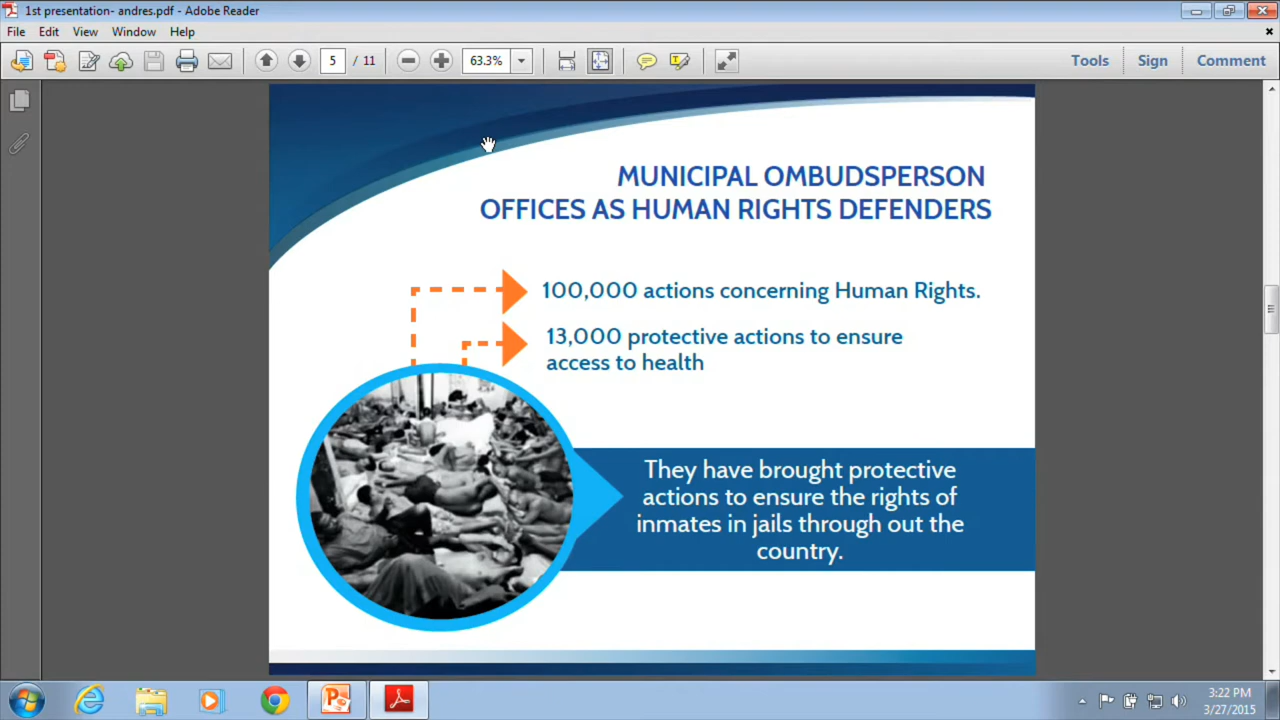 1st presentation- andres.pdf - Adobe Reader
File Edit View Window Help
5 / 11 63.3% Tools Sign Comment
MUNICIPAL OMBUDSPERSON
OFFICES AS HUMAN RIGHTS DEFENDERS
100,000 actions concerning Human Rights.
13,000 protective actions to ensure
access to health
They have brought protective
actions to ensure the rights of
inmates in jails through out the
country.
3:22 PM
3/27/2015